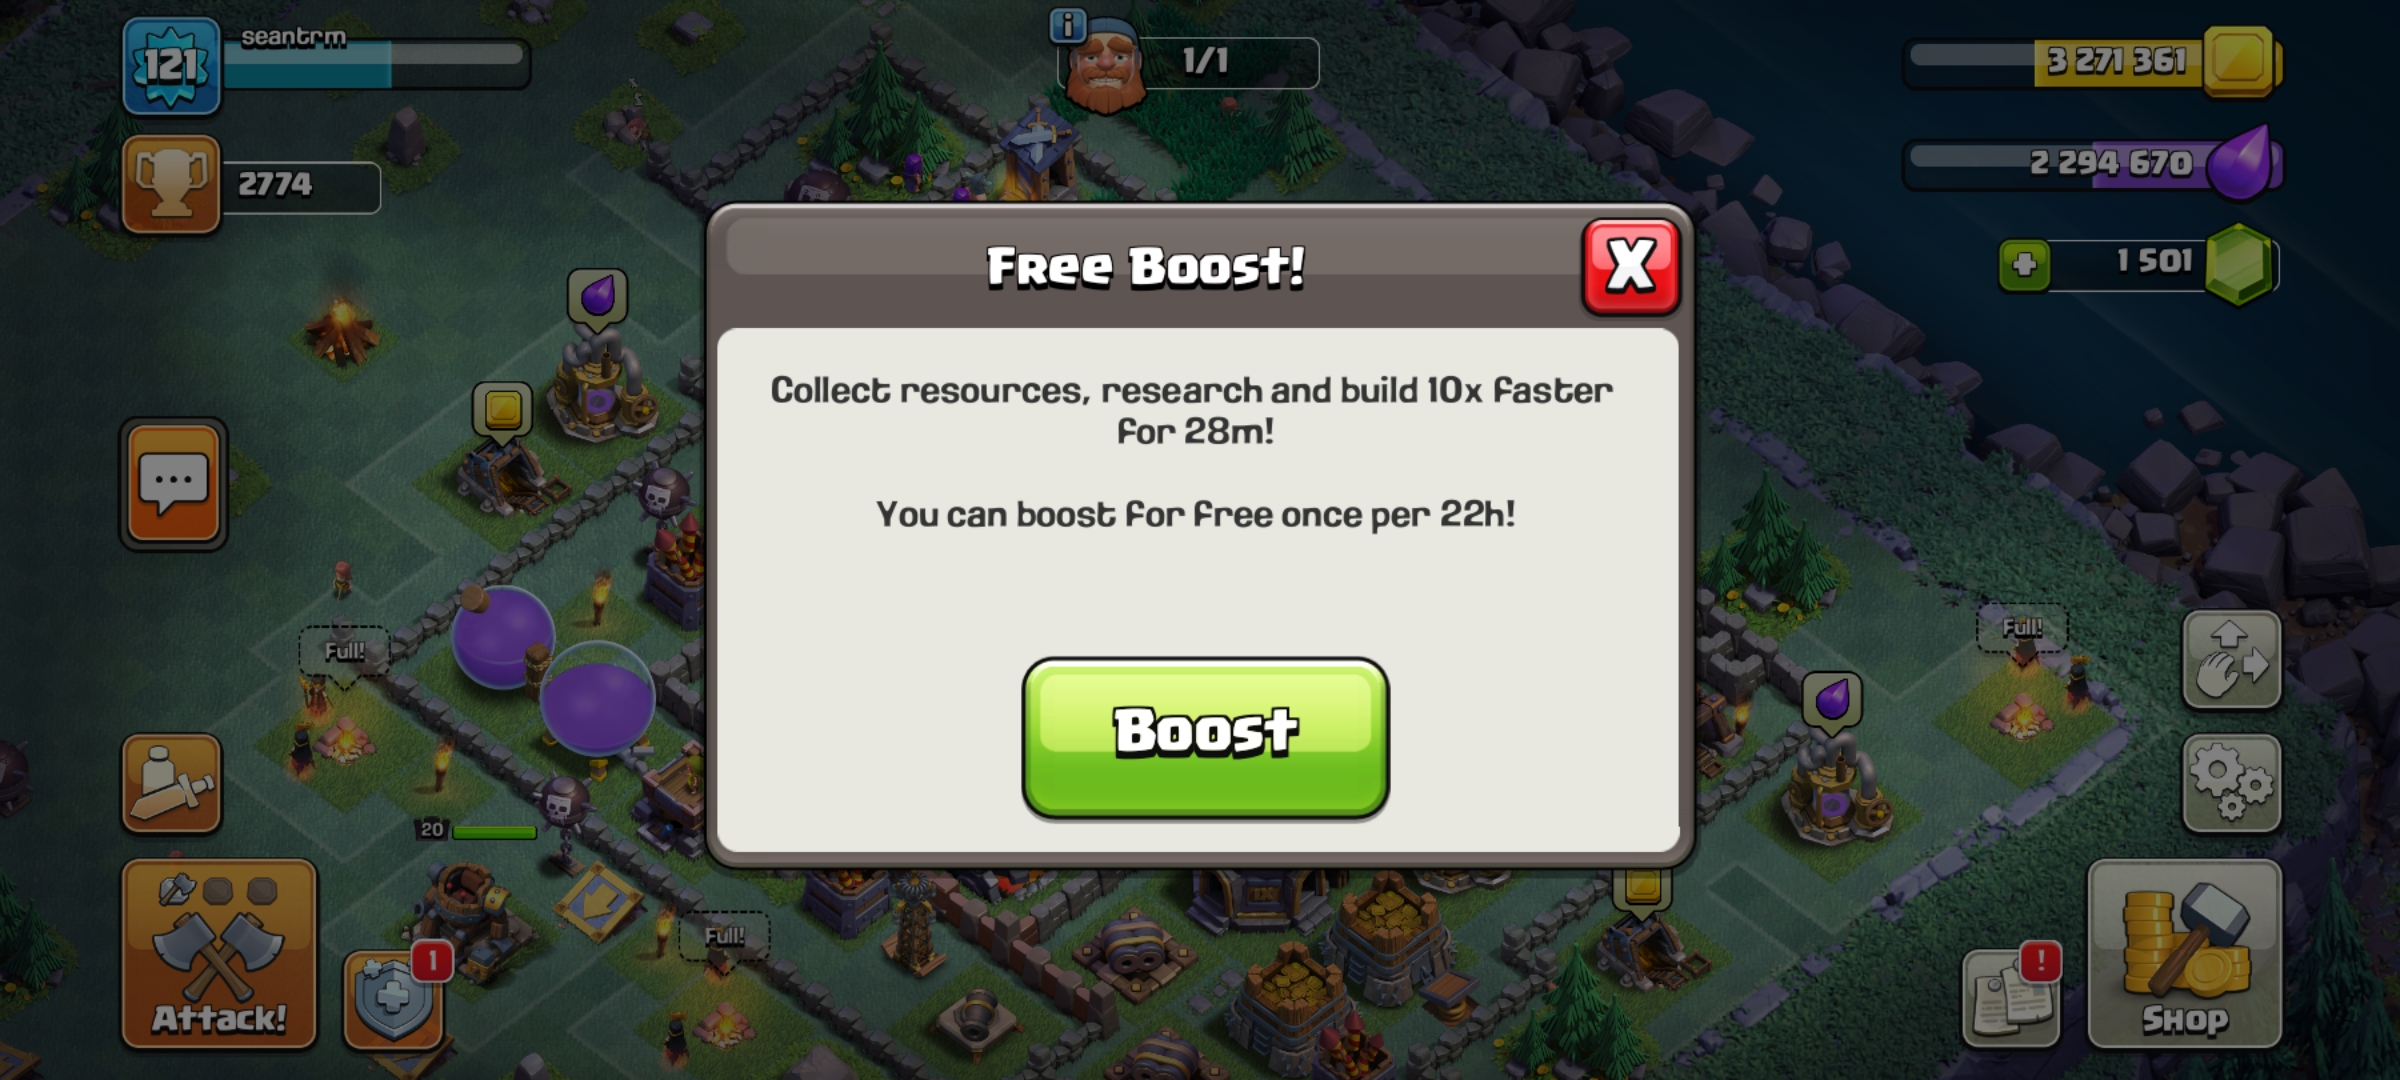 121
seantrm
i
1/1
3 271 361
2774
2 294 670
1 501
Free Boost!
X
Collect resources, research and build 10x faster
for 28m!
You can boost for free once per 22h!
Full!
Full!
Boost
20
Full!
1
!
Attack!
Shop